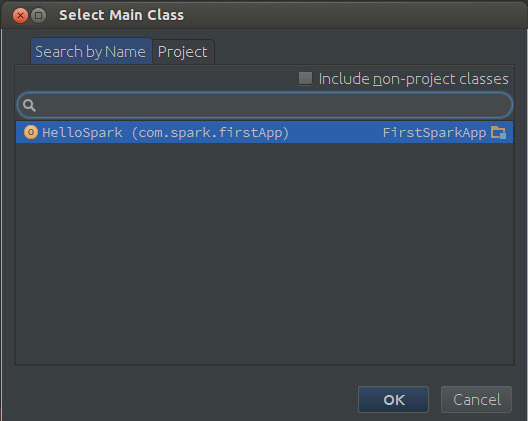 Select Main Class
Search by Name Project
Include non-project classes
HelloSpark (com.spark.firstApp) FirstSparkApp
OK Cancel